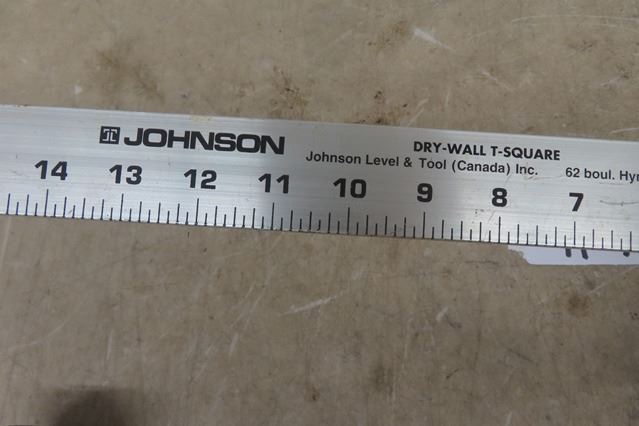 JOHNSON
DRY-WALL T-SQUARE
Johnson Level & Tool (Canada) Inc.
62 boul. Hyr
14 13 12 11 10 9 8 7